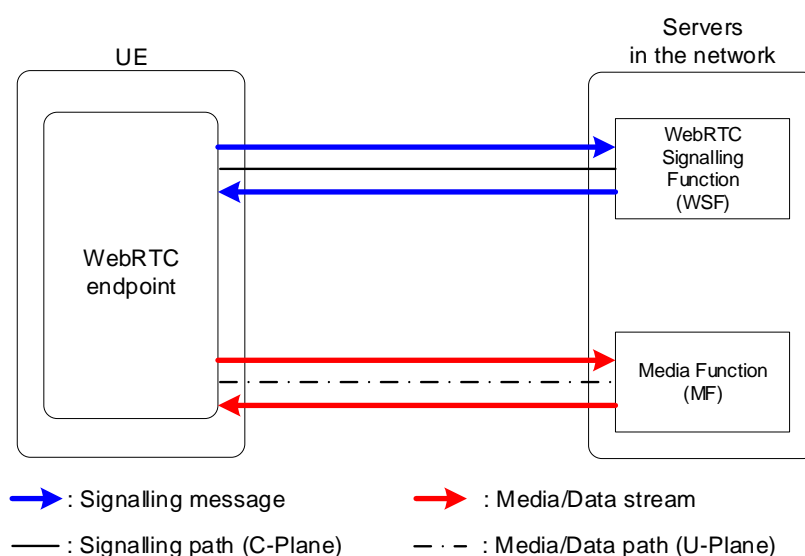 Servers
in the network
UE
WebRTC
Signalling
Function
(WSF)
WebRTC
endpoint
Media Function
(MF)
: Signalling message
: Media/Data stream
: Signalling path (C-Plane)
: Media/Data path (U-Plane)